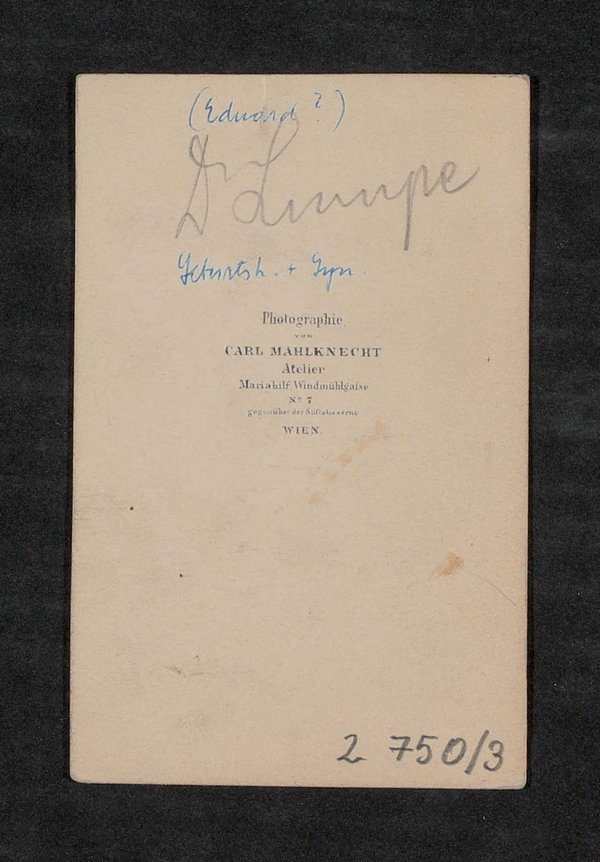 (Eduard ?)
Dr Lumpe
Geburtsh. + Gyn.
Photographie
von
CARL MAHLKNECHT
Atelier
Mariahilf, Windmühlgaſse
No 7
gegenüber der Stiftskaserne
WIEN.
2 750/3